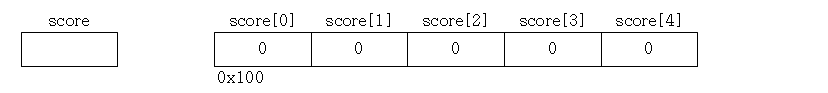 score score[0] score[1] score[2] score[3] score[4]
0 0 0 0 0
0x100